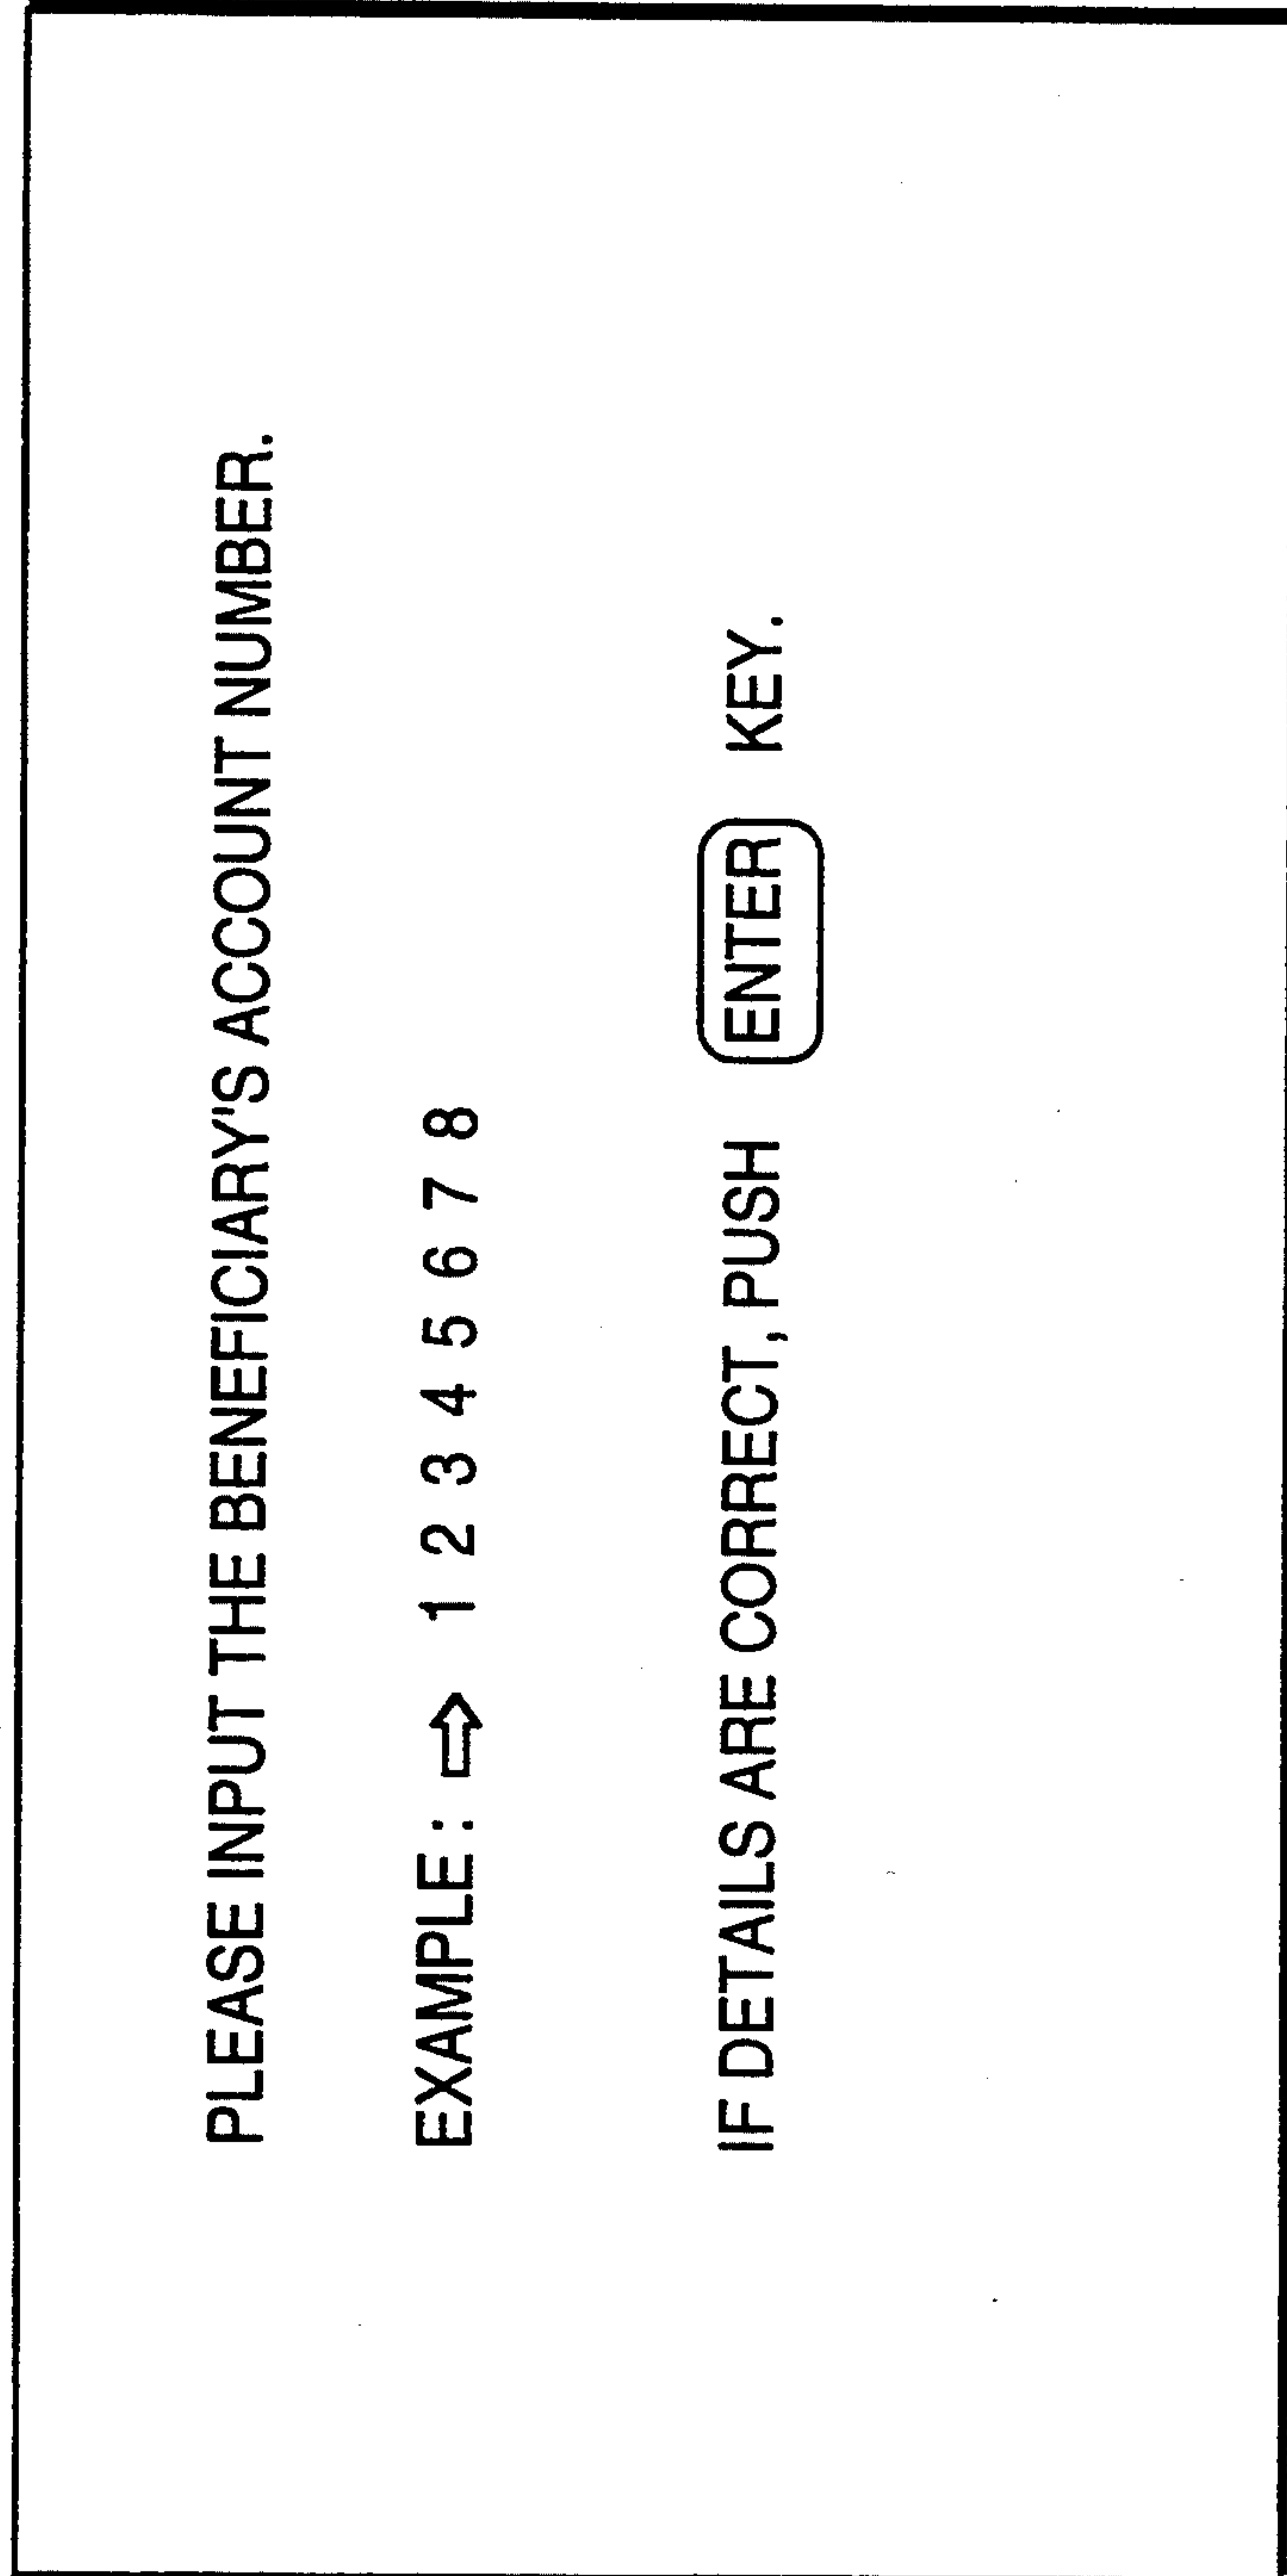 PLEASE INPUT THE BENEFICIARY'S ACCOUNT NUMBER.
EXAMPLE: ⇨ 1 2 3 4 5 6 7 8
IF DETAILS ARE CORRECT, PUSH ENTER KEY.